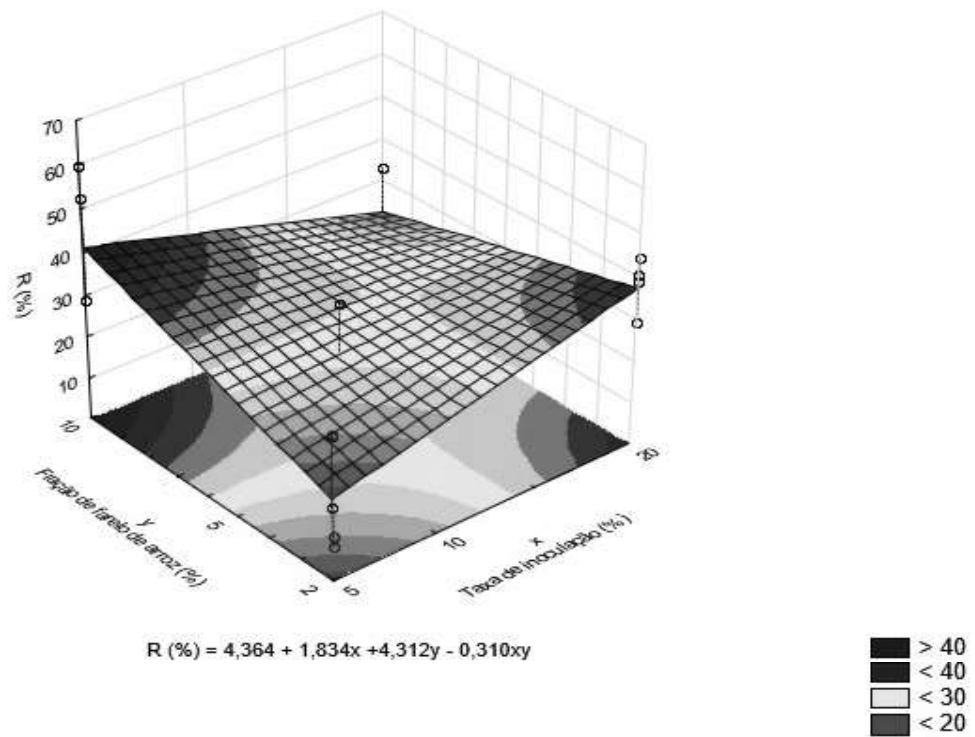 70
60
50
40
30
20
10
R (%)
10
5
2
y
Fração de farelo de arroz (%)
5
10
20
x
Taxa de inoculação (%)
R (%) = 4,364 + 1,834x +4,312y - 0,310xy
> 40
< 40
< 30
< 20